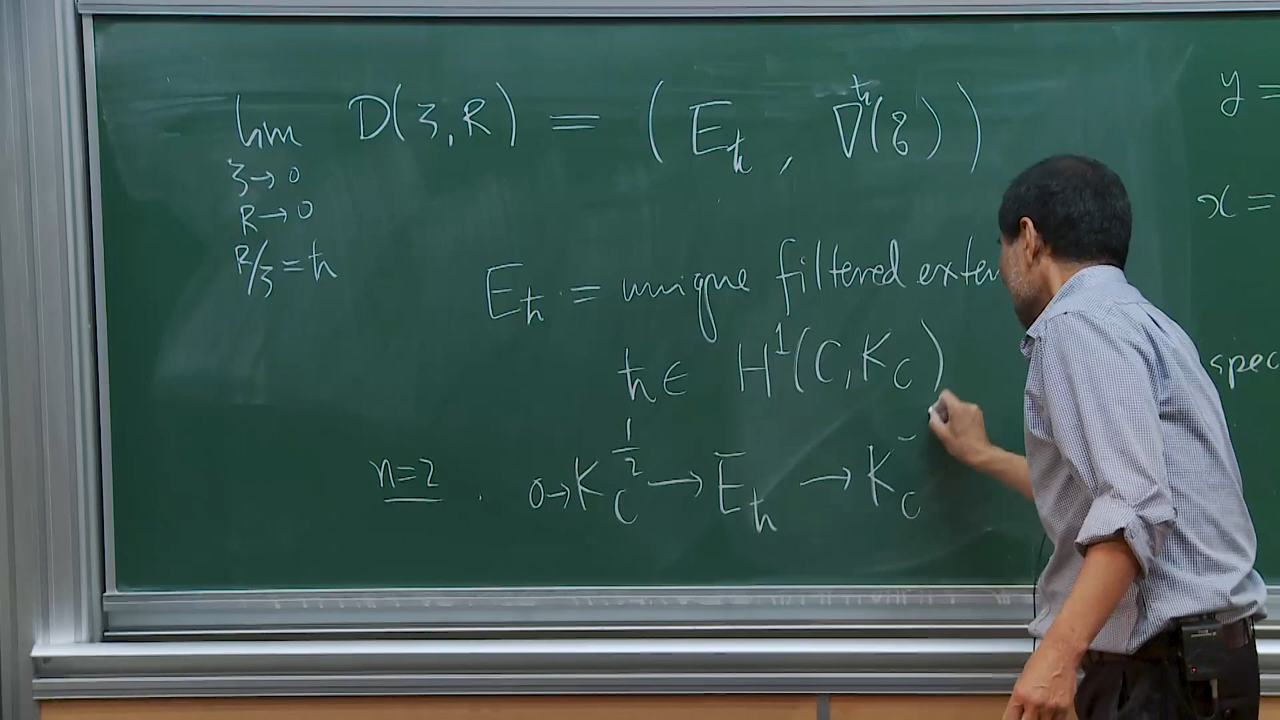 lim D(ζ, R) = (E_ħ, ∇^ħ(ξ))
ζ → 0
R → 0
R/ζ = ħ
E_ħ = unique filtered exten
ħ ∈ H^1(C, K_C)
n=2. 0 → K_C^{1/2} → E_ħ → K_C^-
y =
x =
spec